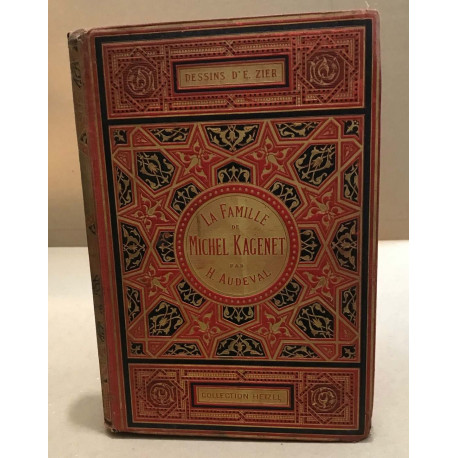 DESSINS D'E. ZIER
LA FAMILLE
DE
MICHEL KAGENET
PAR
H. AUDEVAL
COLLECTION HETZEL